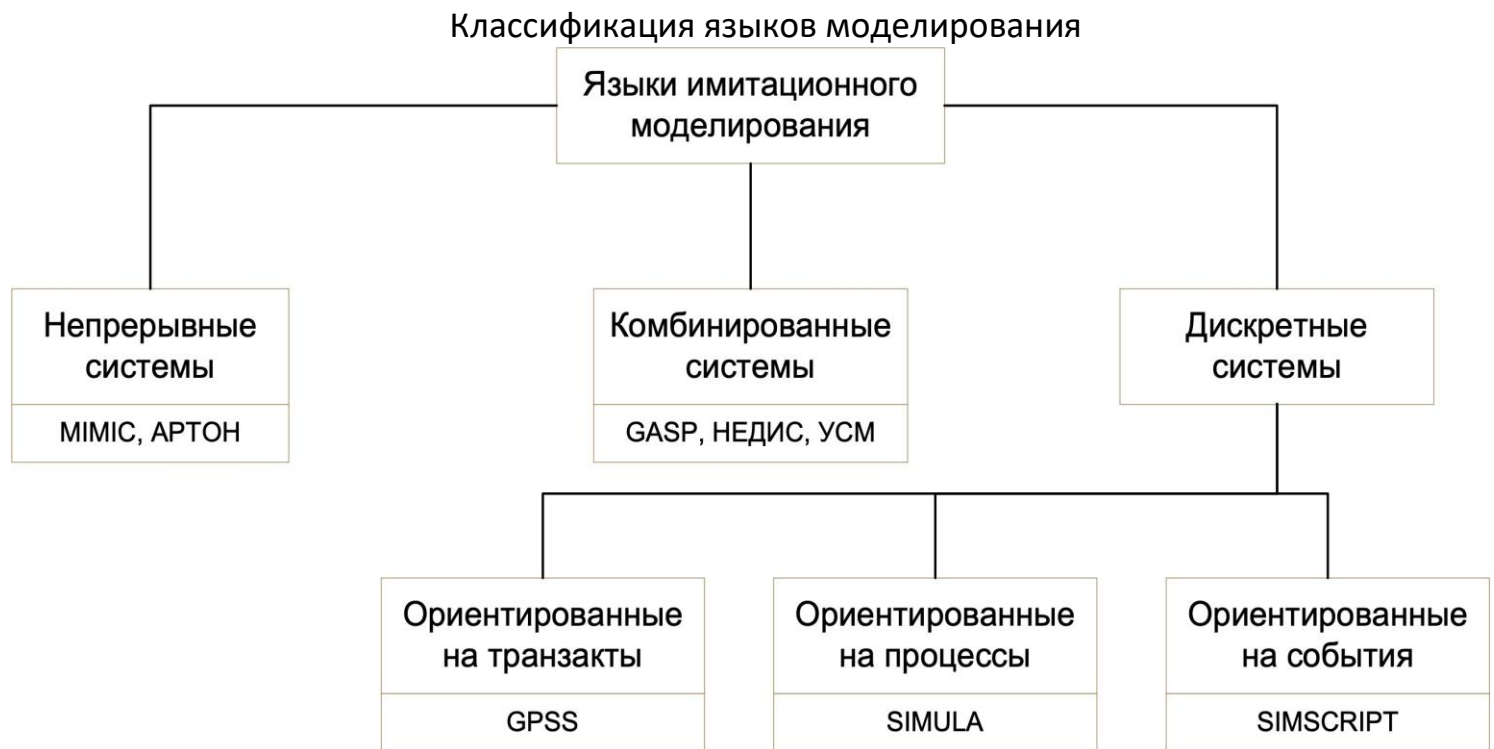 Классификация языков моделирования
Языки имитационного
моделирования
Непрерывные
системы
MIMIC, АРТОН
Комбинированные
системы
GASP, НЕДИС, УСМ
Дискретные
системы
Ориентированные
на транзакты
GPSS
Ориентированные
на процессы
SIMULA
Ориентированные
на события
SIMSCRIPT